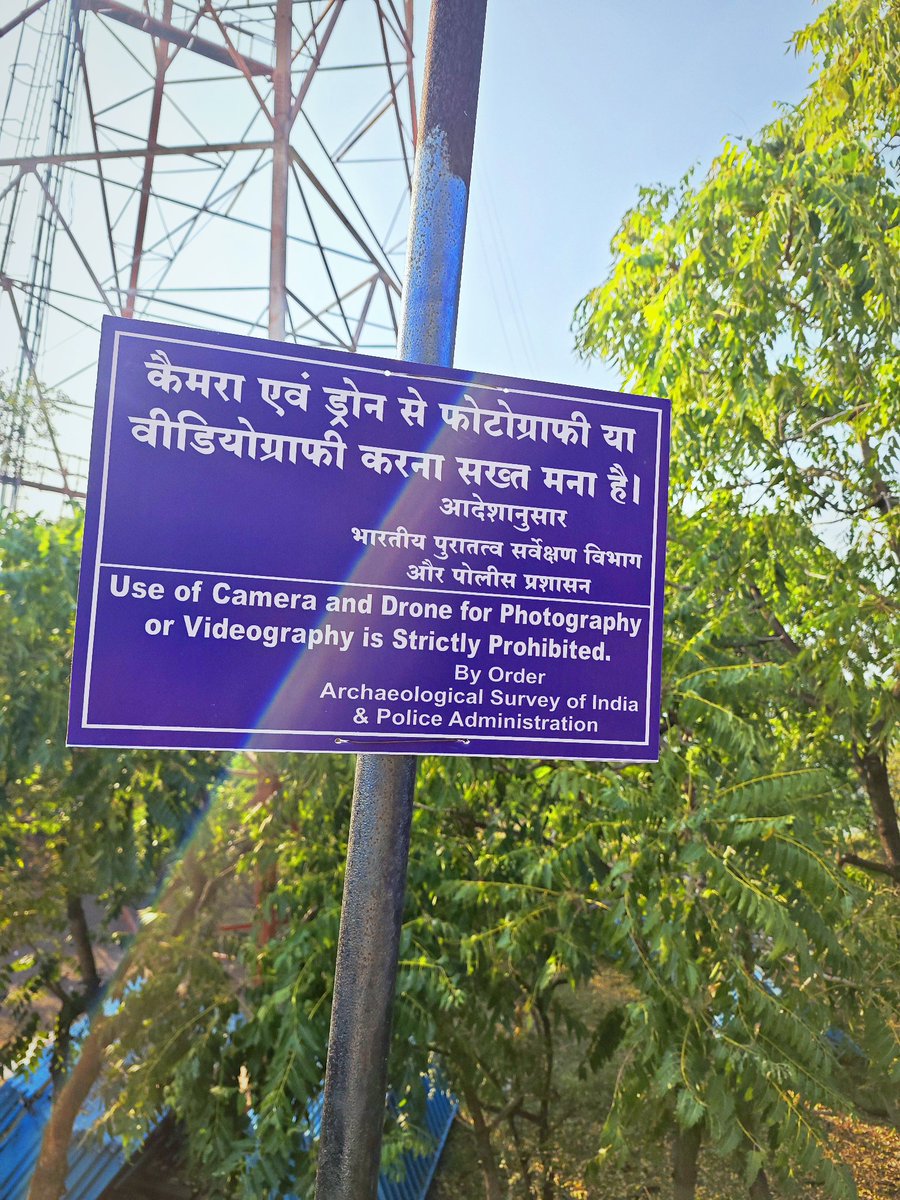 कैमरा एवं ड्रोन से फोटोग्राफी या
वीडियोग्राफी करना सख्त मना है।
आदेशानुसार
भारतीय पुरातत्व सर्वेक्षण विभाग
और पोलीस प्रशासन
Use of Camera and Drone for Photography
or Videography is Strictly Prohibited.
By Order
Archaeological Survey of India
& Police Administration